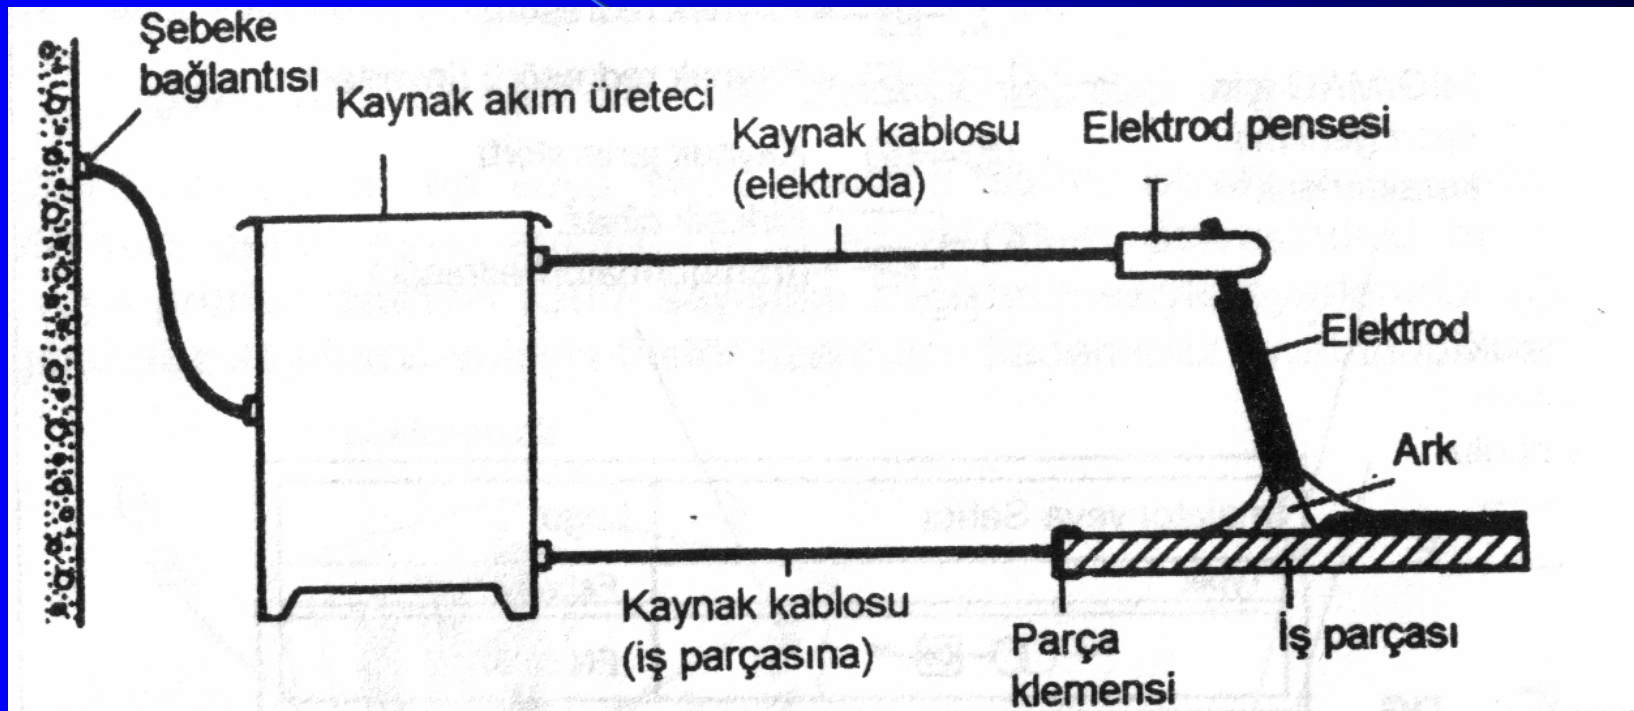 Şebeke
bağlantısı
Kaynak akım üreteci
Kaynak kablosu
(elektroda)
Elektrod pensesi
Elektrod
Ark
Kaynak kablosu
(iş parçasına)
Parça
klemensi
İş parçası